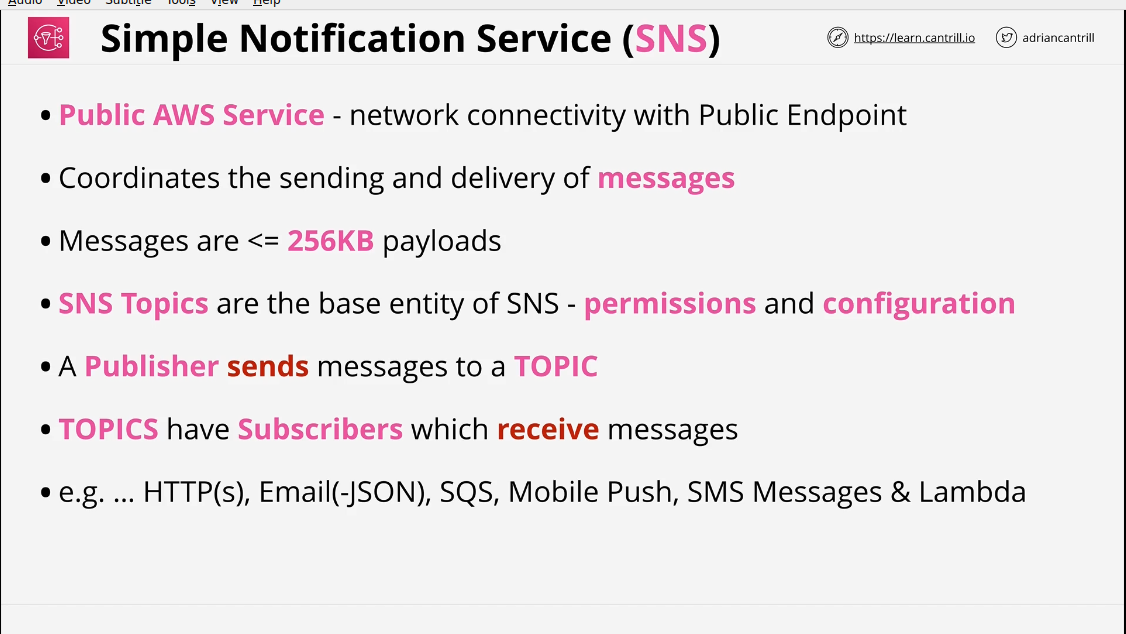 Audio Video Subtitle Tools View Help
Simple Notification Service (SNS)
https://learn.cantrill.io
adriancantrill
• Public AWS Service - network connectivity with Public Endpoint
• Coordinates the sending and delivery of messages
• Messages are <= 256KB payloads
• SNS Topics are the base entity of SNS - permissions and configuration
• A Publisher sends messages to a TOPIC
• TOPICS have Subscribers which receive messages
• e.g. ... HTTP(s), Email(-JSON), SQS, Mobile Push, SMS Messages & Lambda